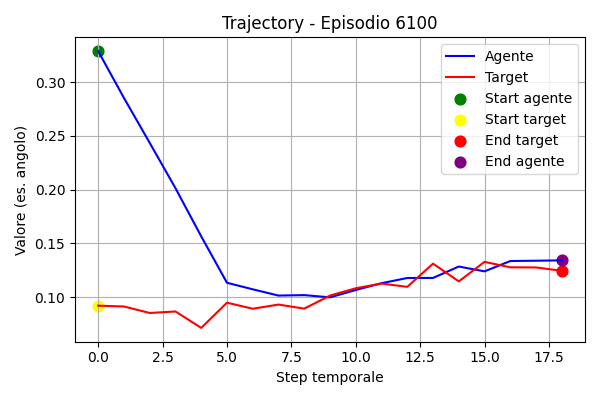 Trajectory - Episodio 6100
Valore (es. angolo)
0.30
0.25
0.20
0.15
0.10
Agente
Target
Start agente
Start target
End target
End agente
0.0 2.5 5.0 7.5 10.0 12.5 15.0 17.5
Step temporale